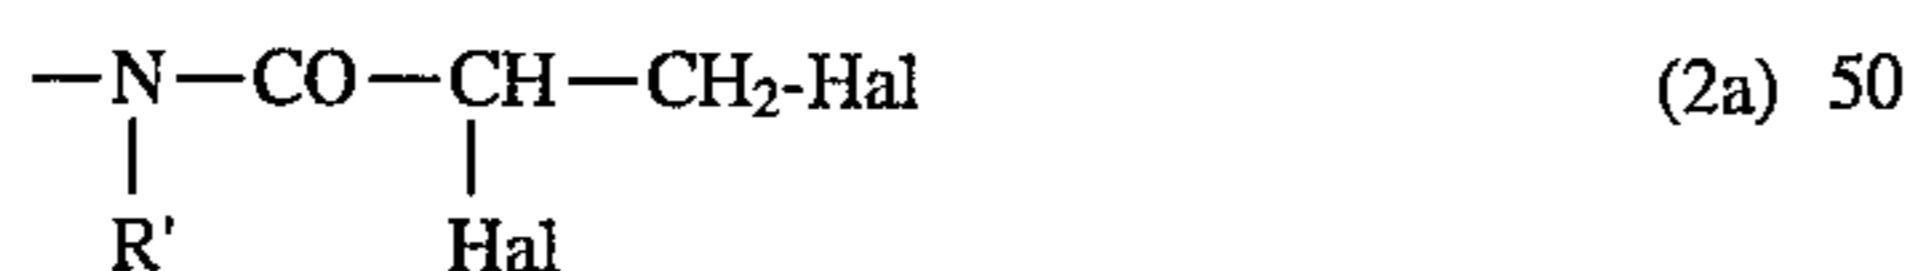 —N—CO—CH—CH₂-Hal (2a) 50
R' Hal